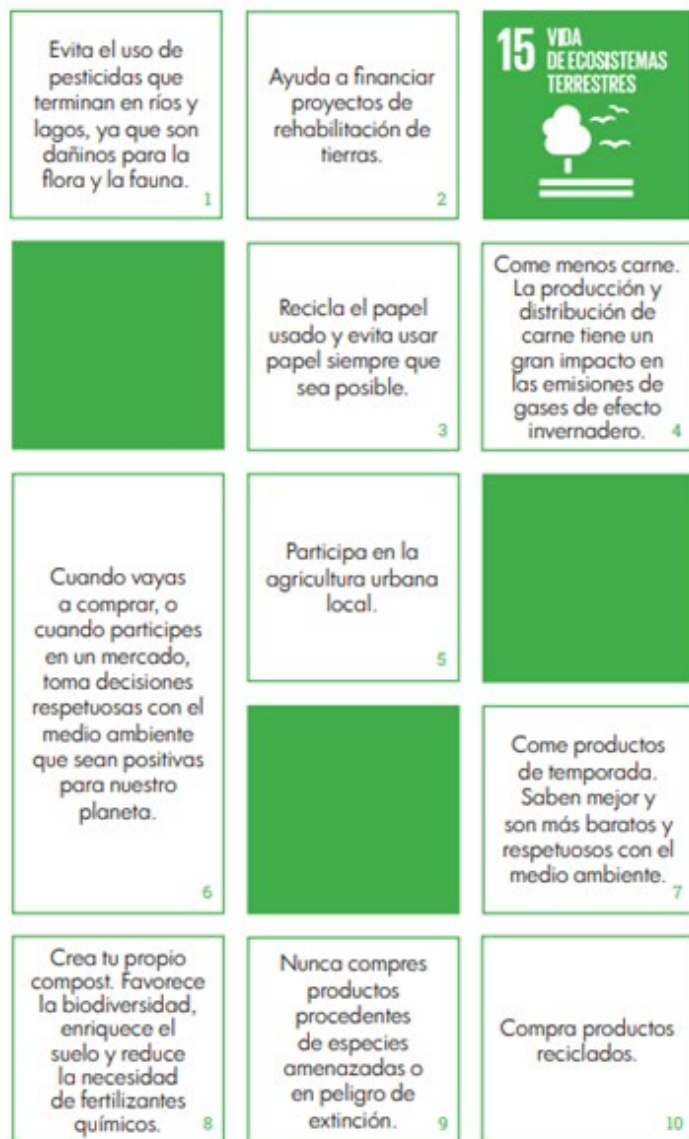 Evita el uso de
pesticidas que
terminan en ríos y
lagos, ya que son
dañinos para la
flora y la fauna.
1
Ayuda a financiar
proyectos de
rehabilitación de
tierras.
2
15 VIDA
DE ECOSISTEMAS
TERRESTRES
Recicla el papel
usado y evita usar
papel siempre que
sea posible.
3
Come menos carne.
La producción y
distribución de
carne tiene un
gran impacto en
las emisiones de
gases de efecto
invernadero. 4
Cuando vayas
a comprar, o
cuando participes
en un mercado,
toma decisiones
respetuosas con el
medio ambiente
que sean positivas
para nuestro
planeta.
6
Participa en la
agricultura urbana
local.
5
Come productos
de temporada.
Saben mejor y
son más baratos y
respetuosos con el
medio ambiente.
7
Crea tu propio
compost. Favorece
la biodiversidad,
enriquece el
suelo y reduce
la necesidad
de fertilizantes
químicos. 8
Nunca compres
productos
procedentes
de especies
amenazadas o
en peligro de
extinción. 9
Compra productos
reciclados.
10